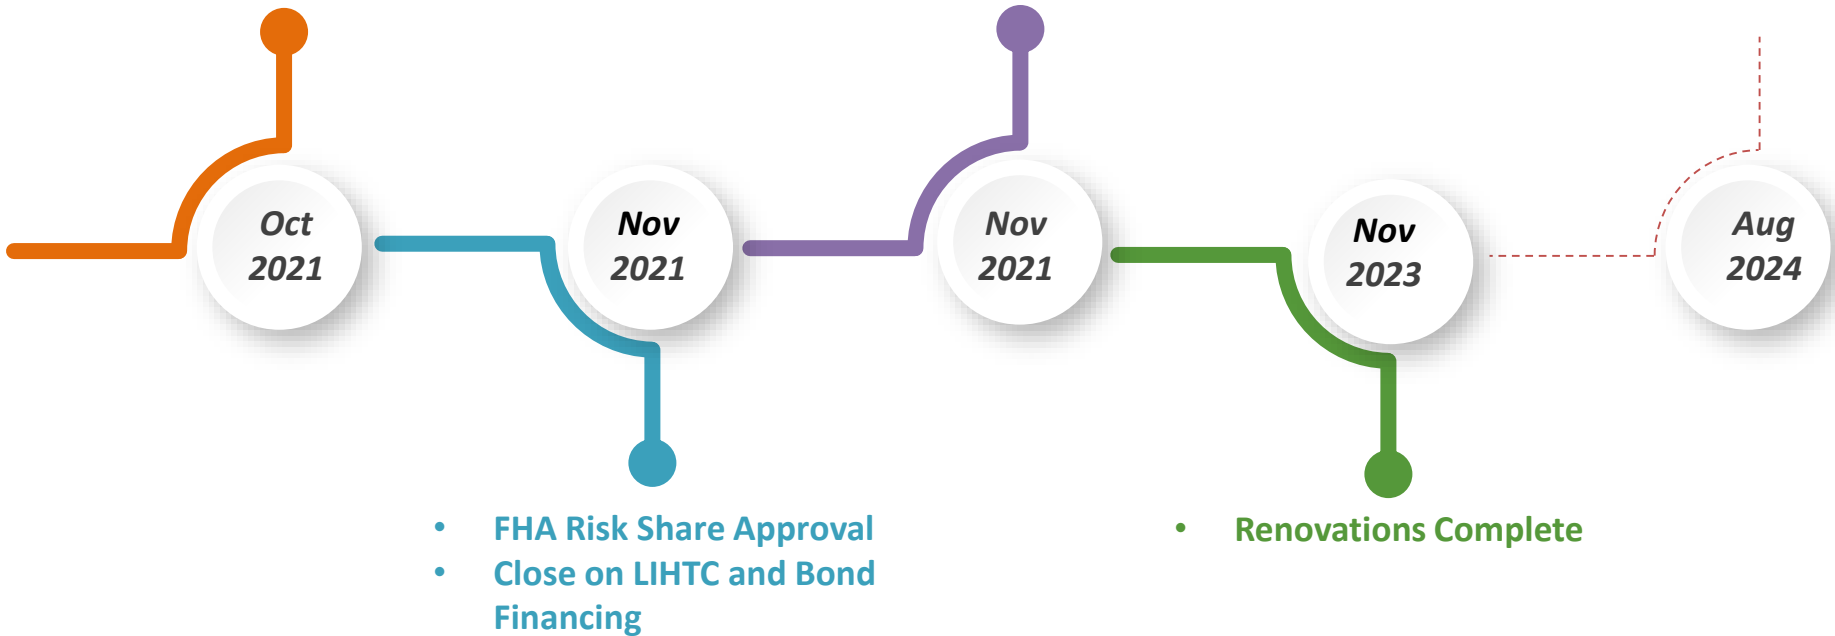 Oct
2021
Nov
2021
Nov
2021
Nov
2023
Aug
2024
• FHA Risk Share Approval
• Close on LIHTC and Bond
Financing
• Renovations Complete